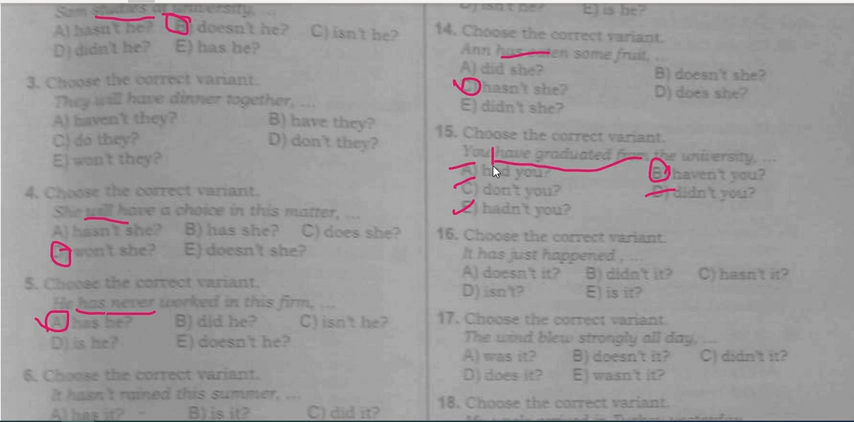 Sam studies at university, ...
A) hasn't he? B) doesn't he? C) isn't he?
D) didn't he? E) has he?
3. Choose the correct variant.
They will have dinner together, ...
A) haven't they? B) have they?
C) do they? D) don't they?
E) won't they?
4. Choose the correct variant.
She will have a choice in this matter, ...
A) hasn't she? B) has she? C) does she?
D) won't she? E) doesn't she?
5. Choose the correct variant.
He has never worked in this firm, ...
A) has he? B) did he? C) isn't he?
D) is he? E) doesn't he?
6. Choose the correct variant.
It hasn't rained this summer, ...
A) has it? B) is it? C) did it?
D) isn't he? E) is he?
14. Choose the correct variant.
Ann has eaten some fruit, ...
A) did she? B) doesn't she?
C) hasn't she? D) does she?
E) didn't she?
15. Choose the correct variant.
You have graduated from the university, ...
A) had you? B) haven't you?
C) don't you? D) didn't you?
E) hadn't you?
16. Choose the correct variant.
It has just happened, ...
A) doesn't it? B) didn't it? C) hasn't it?
D) isn't? E) is it?
17. Choose the correct variant.
The wind blew strongly all day, ...
A) was it? B) doesn't it? C) didn't it?
D) does it? E) wasn't it?
18. Choose the correct variant.